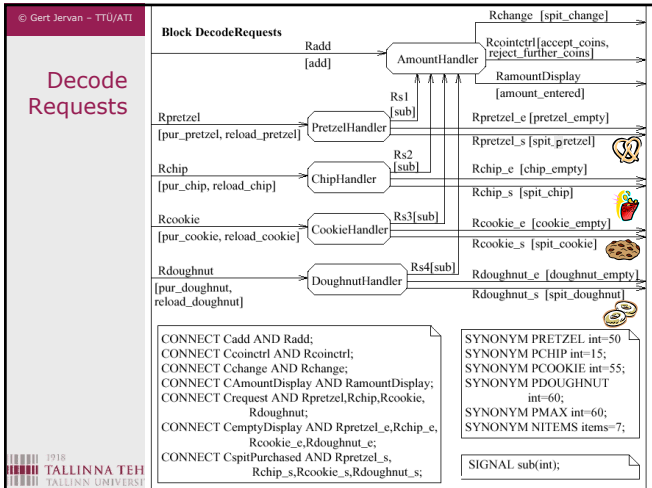 © Gert Jervan – TTÜ/ATI
Decode
Requests
Block DecodeRequests
Radd
[add]
AmountHandler
Rchange [spit_change]
Rcointctrl[accept_coins,
reject_further_coins]
RamountDisplay
[amount_entered]
Rs1
[sub]
Rpretzel
[pur_pretzel, reload_pretzel]
PretzelHandler
Rpretzel_e [pretzel_empty]
Rpretzel_s [spit_pretzel]
Rs2
[sub]
Rchip
[pur_chip, reload_chip]
ChipHandler
Rchip_e [chip_empty]
Rchip_s [spit_chip]
Rs3[sub]
Rcookie
[pur_cookie, reload_cookie]
CookieHandler
Rcookie_e [cookie_empty]
Rcookie_s [spit_cookie]
Rs4[sub]
Rdoughnut
[pur_doughnut,
reload_doughnut]
DoughnutHandler
Rdoughnut_e [doughnut_empty]
Rdoughnut_s [spit_doughnut]
CONNECT Cadd AND Radd;
CONNECT Ccoinctrl AND Rcoinctrl;
CONNECT Cchange AND Rchange;
CONNECT CAmountDisplay AND RamountDisplay;
CONNECT Crequest AND Rpretzel,Rchip,Rcookie,
Rdoughnut;
CONNECT CemptyDisplay AND Rpretzel_e,Rchip_e,
Rcookie_e,Rdoughnut_e;
CONNECT CspitPurchased AND Rpretzel_s,
Rchip_s,Rcookie_s,Rdoughnut_s;
SYNONYM PRETZEL int=50
SYNONYM PCHIP int=15;
SYNONYM PCOOKIE int=55;
SYNONYM PDOUGHNUT
int=60;
SYNONYM PMAX int=60;
SYNONYM NITEMS items=7;
SIGNAL sub(int);
1918
TALLINNA TEH
TALLINN UNIVERSI